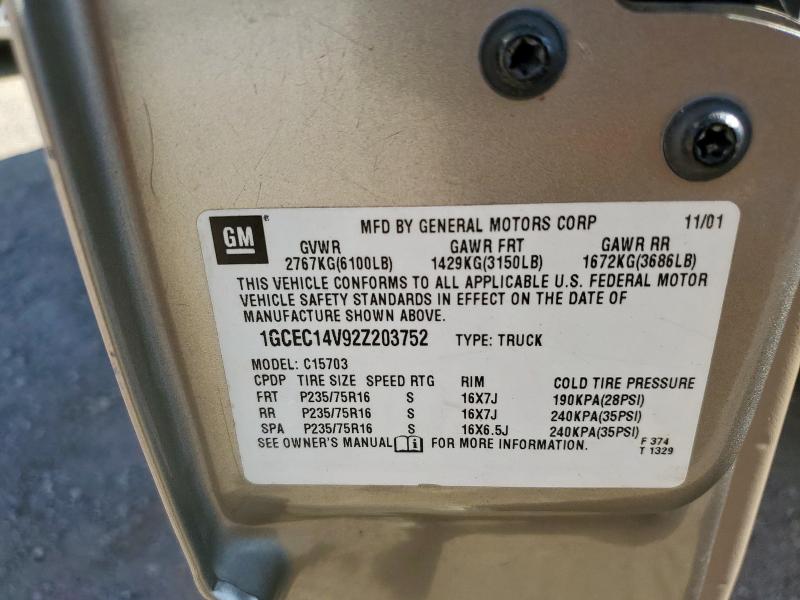 GM ® MFD BY GENERAL MOTORS CORP 11/01
GVWR GAWR FRT GAWR RR
2767KG(6100LB) 1429KG(3150LB) 1672KG(3686LB)
THIS VEHICLE CONFORMS TO ALL APPLICABLE U.S. FEDERAL MOTOR
VEHICLE SAFETY STANDARDS IN EFFECT ON THE DATE OF
MANUFACTURE SHOWN ABOVE.
1GCEC14V92Z203752 TYPE: TRUCK
MODEL: C15703
CPDP TIRE SIZE SPEED RTG RIM COLD TIRE PRESSURE
FRT P235/75R16 S 16X7J 190KPA(28PSI)
RR P235/75R16 S 16X7J 240KPA(35PSI)
SPA P235/75R16 S 16X6.5J 240KPA(35PSI)
SEE OWNER'S MANUAL i FOR MORE INFORMATION. F 374
T 1329